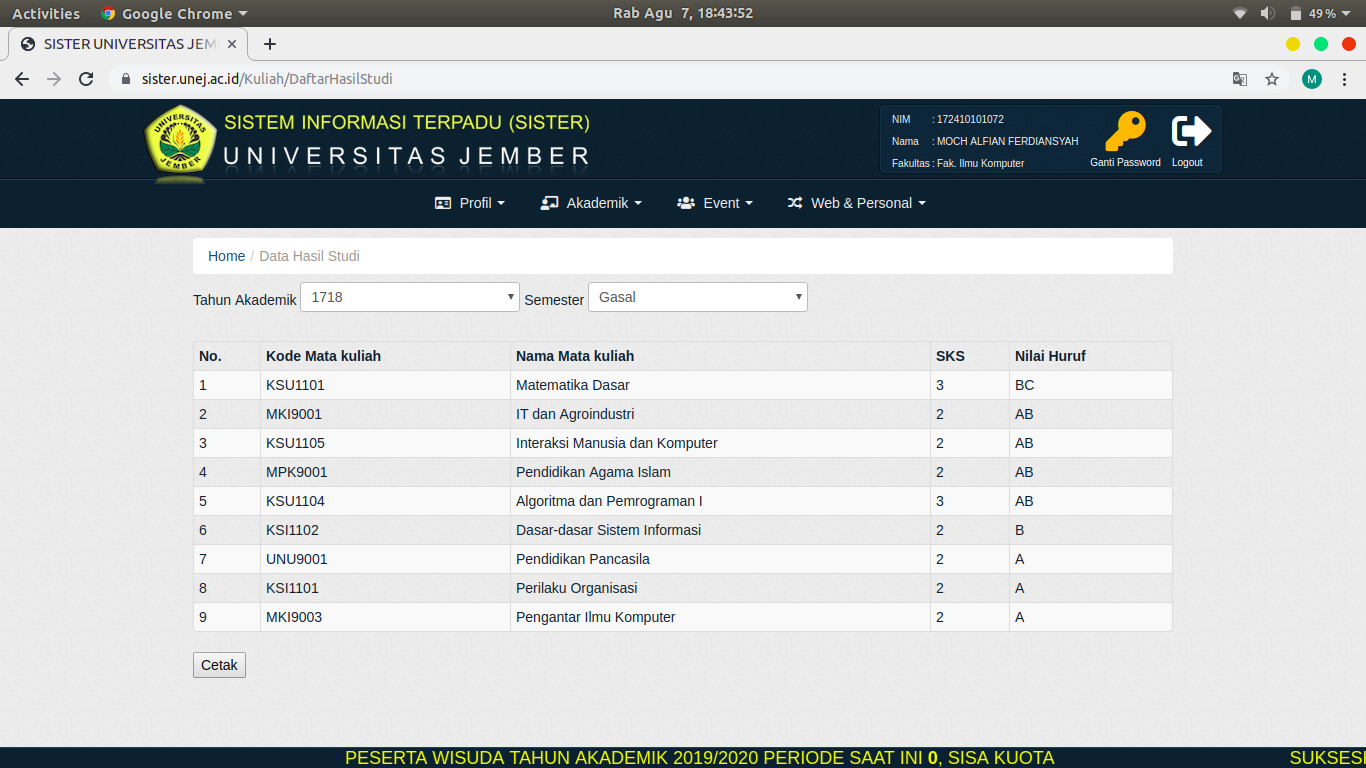 Activities Google Chrome Rab Agu 7, 18:43:52 49 %
SISTER UNIVERSITAS JEM
sister.unej.ac.id/Kuliah/DaftarHasilStudi M
UNIVERSITAS JEMBER
SISTEM INFORMASI TERPADU (SISTER)
UNIVERSITAS JEMBER
NIM : 172410101072
Nama : MOCH ALFIAN FERDIANSYAH
Fakultas : Fak. Ilmu Komputer
Ganti Password Logout
Profil Akademik Event Web & Personal
Home / Data Hasil Studi
Tahun Akademik 1718 Semester Gasal
No. Kode Mata kuliah Nama Mata kuliah SKS Nilai Huruf
1 KSU1101 Matematika Dasar 3 BC
2 MKI9001 IT dan Agroindustri 2 AB
3 KSU1105 Interaksi Manusia dan Komputer 2 AB
4 MPK9001 Pendidikan Agama Islam 2 AB
5 KSU1104 Algoritma dan Pemrograman I 3 AB
6 KSI1102 Dasar-dasar Sistem Informasi 2 B
7 UNU9001 Pendidikan Pancasila 2 A
8 KSI1101 Perilaku Organisasi 2 A
9 MKI9003 Pengantar Ilmu Komputer 2 A
Cetak
PESERTA WISUDA TAHUN AKADEMIK 2019/2020 PERIODE SAAT INI 0, SISA KUOTA SUKSESI